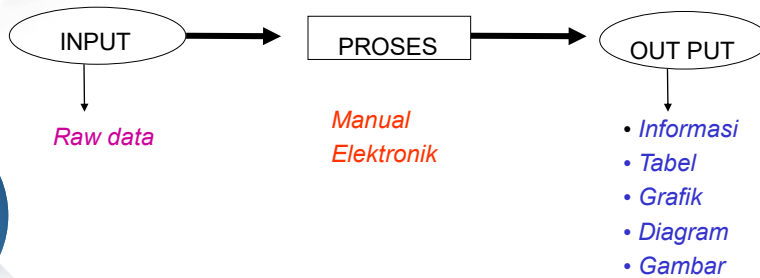 INPUT
PROSES
OUT PUT
Raw data
Manual
Elektronik
• Informasi
• Tabel
• Grafik
• Diagram
• Gambar